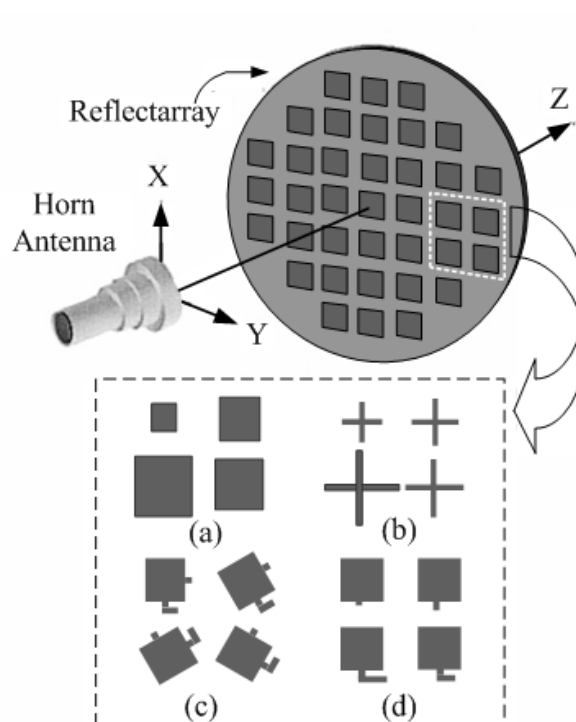 Reflectarray
Z
X
Horn
Antenna
Y
(a)
(b)
(c)
(d)